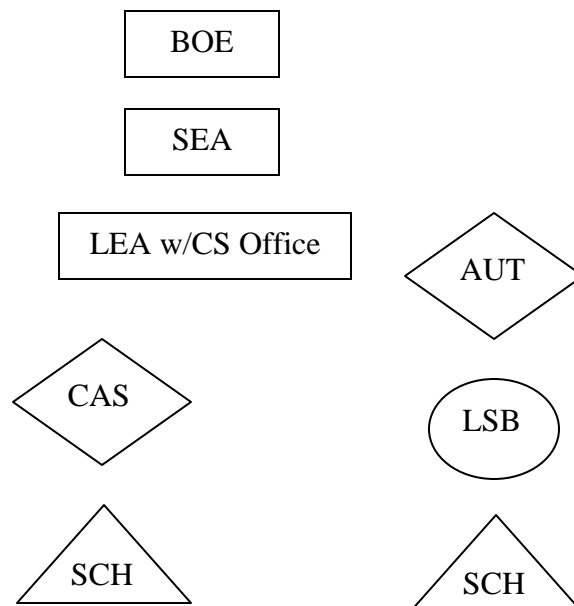 BOE
SEA
LEA w/CS Office
AUT
CAS
LSB
SCH
SCH